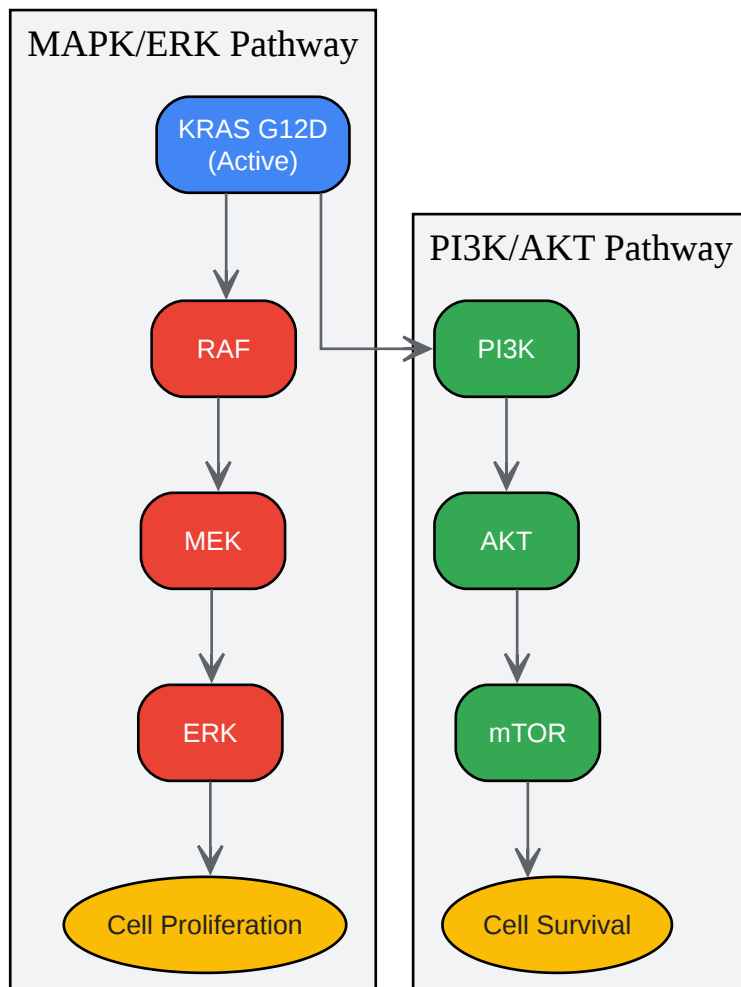 MAPK/ERK Pathway
KRAS G12D
(Active)
RAF
MEK
ERK
Cell Proliferation
PI3K/AKT Pathway
PI3K
AKT
mTOR
Cell Survival